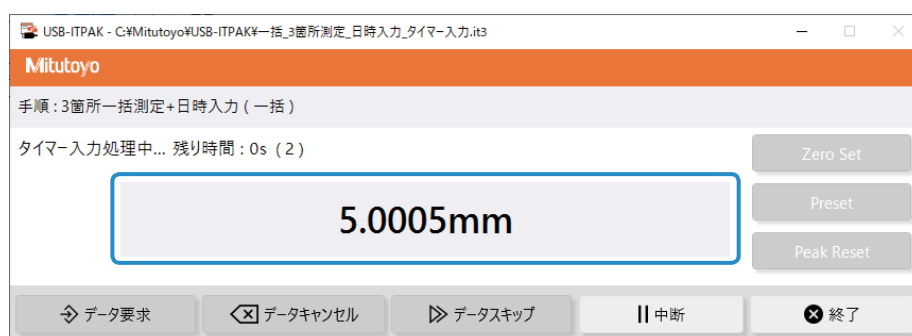 USB-ITPAK - C:¥Mitutoyo¥USB-ITPAK¥一括_3箇所測定_日時入力_タイマー入力.it3
Mitutoyo
手順 : 3箇所一括測定+日時入力 ( 一括 )
タイマー入力処理中... 残り時間 : 0s ( 2 )
Zero Set
5.0005mm
Preset
Peak Reset
データ要求 データキャンセル データスキップ 中断 終了